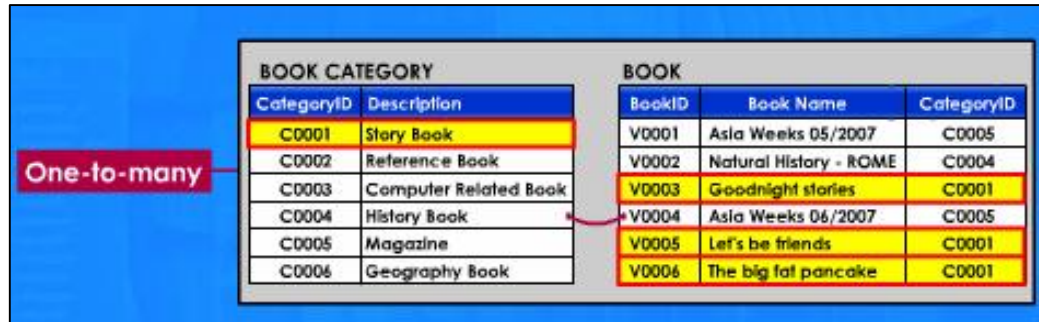 One-to-many
BOOK CATEGORY
CategoryID Description
C0001 Story Book
C0002 Reference Book
C0003 Computer Related Book
C0004 History Book
C0005 Magazine
C0006 Geography Book
BOOK
BookID Book Name CategoryID
V0001 Asia Weeks 05/2007 C0005
V0002 Natural History - ROME C0004
V0003 Goodnight stories C0001
V0004 Asia Weeks 06/2007 C0005
V0005 Let's be friends C0001
V0006 The big fat pancake C0001